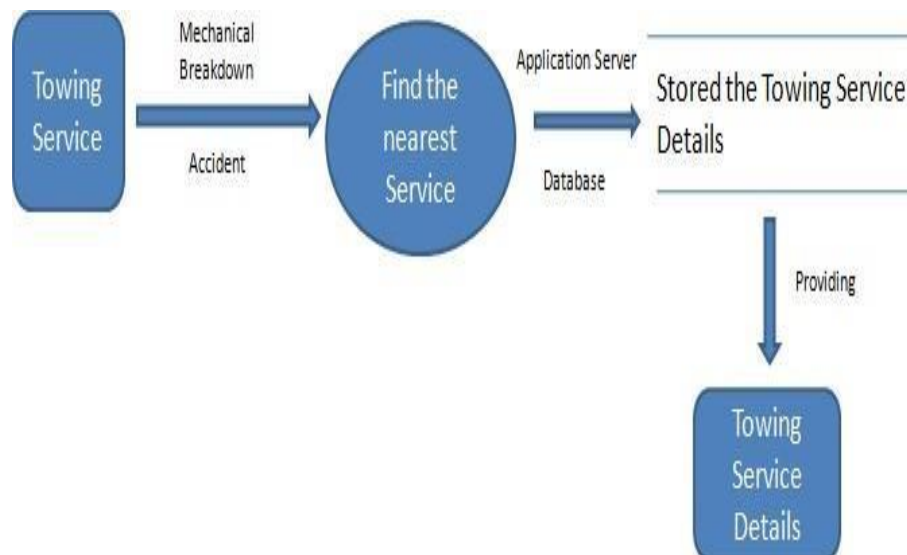 Towing
Service
Mechanical
Breakdown
Accident
Find the
nearest
Service
Application Server
Database
Stored the Towing Service
Details
Providing
Towing
Service
Details